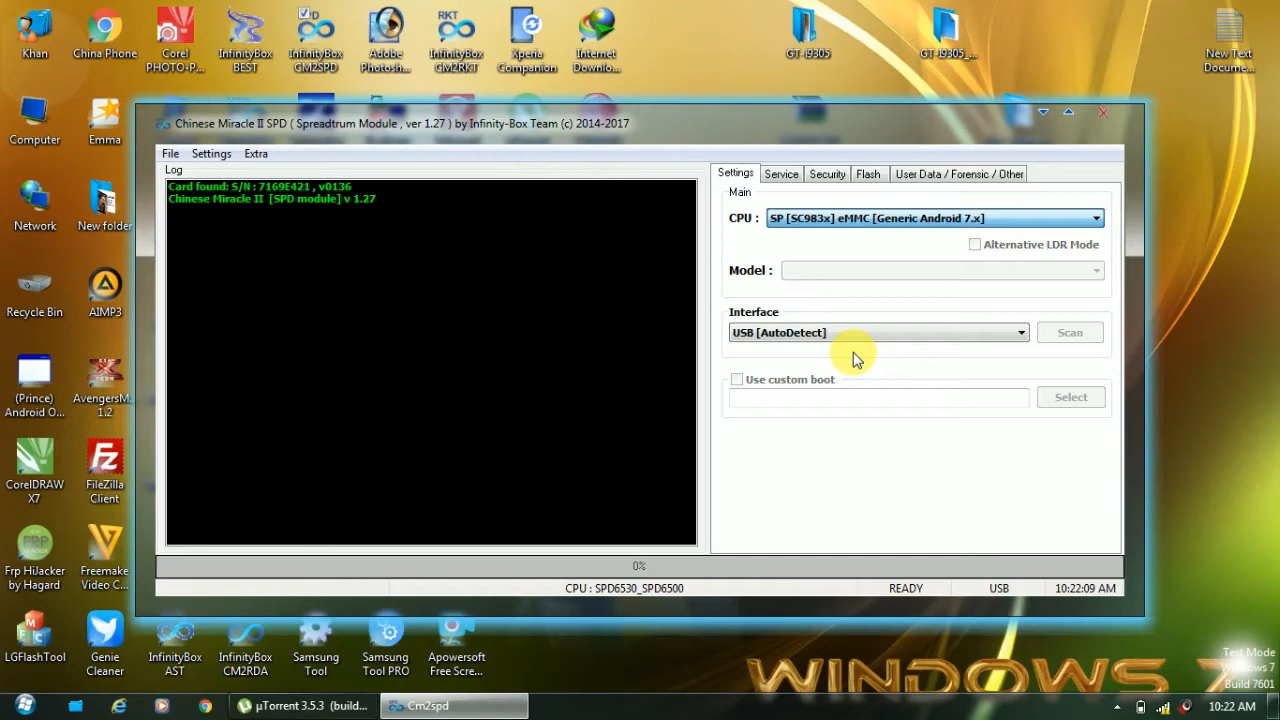 Khan
China Phone
Corel
PHOTO-P...
InfinityBox
BEST
InfinityBox
CM2SPD
Adobe
Photosh...
RKT
InfinityBox
CM2RKT
Xperia
Companion
Internet
Downlo...
GT-i9305
GT-I9305_...
New Text
Docume...
Computer
Emma
Network
New folder
Recycle Bin
AIMP3
(Prince)
Android O...
AvengersM...
1.2
CorelDRAW
X7
FileZilla
Client
Frp HiJacker
by Hagard
Freemake
Video C...
LGFlashTool
Genie
Cleaner
InfinityBox
AST
InfinityBox
CM2RDA
Samsung
Tool
Samsung
Tool PRO
Apowersoft
Free Scre...
Chinese Miracle II SPD ( Spreadtrum Module , ver 1.27 ) by Infinity-Box Team (c) 2014-2017
File Settings Extra
Log
Card found: S/N : 7169E421 , v0136
Chinese Miracle II [SPD module] v 1.27
Settings Service Security Flash User Data / Forensic / Other
Main
CPU : SP [SC983x] eMMC [Generic Android 7.x]
Alternative LDR Mode
Model :
Interface
USB [AutoDetect] Scan
Use custom boot
Select
0%
CPU : SPD6530_SPD6500 READY USB 10:22:09 AM
WINDOWS 7
Test Mode
Windows 7
Build 7601
µTorrent 3.5.3 (build...
Cm2spd
10:22 AM